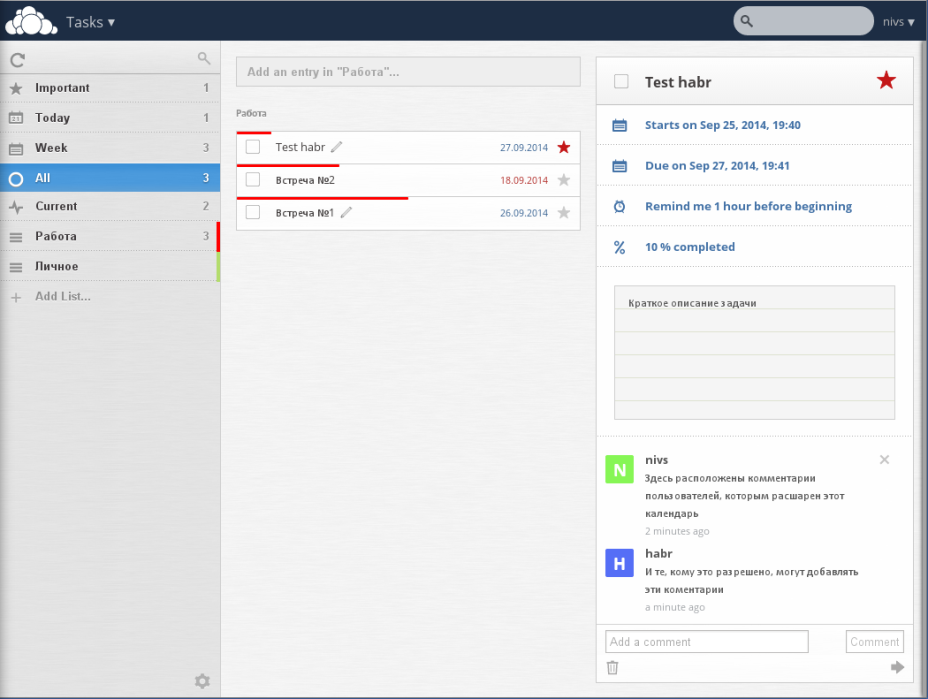 Tasks ▾
nivs ▾
Important 1
Today 1
Week 3
All 3
Current 2
Работа 3
Личное
Add List...
Add an entry in "Работа"...
Работа
Test habr 27.09.2014
Встреча №2 18.09.2014
Встреча №1 26.09.2014
Test habr
Starts on Sep 25, 2014, 19:40
Due on Sep 27, 2014, 19:41
Remind me 1 hour before beginning
% 10 % completed
Краткое описание задачи
N nivs
Здесь расположены комментарии
пользователей, которым расшарен этот
календарь
2 minutes ago
H habr
И те, кому это разрешено, могут добавлять
эти коментарии
a minute ago
Add a comment Comment